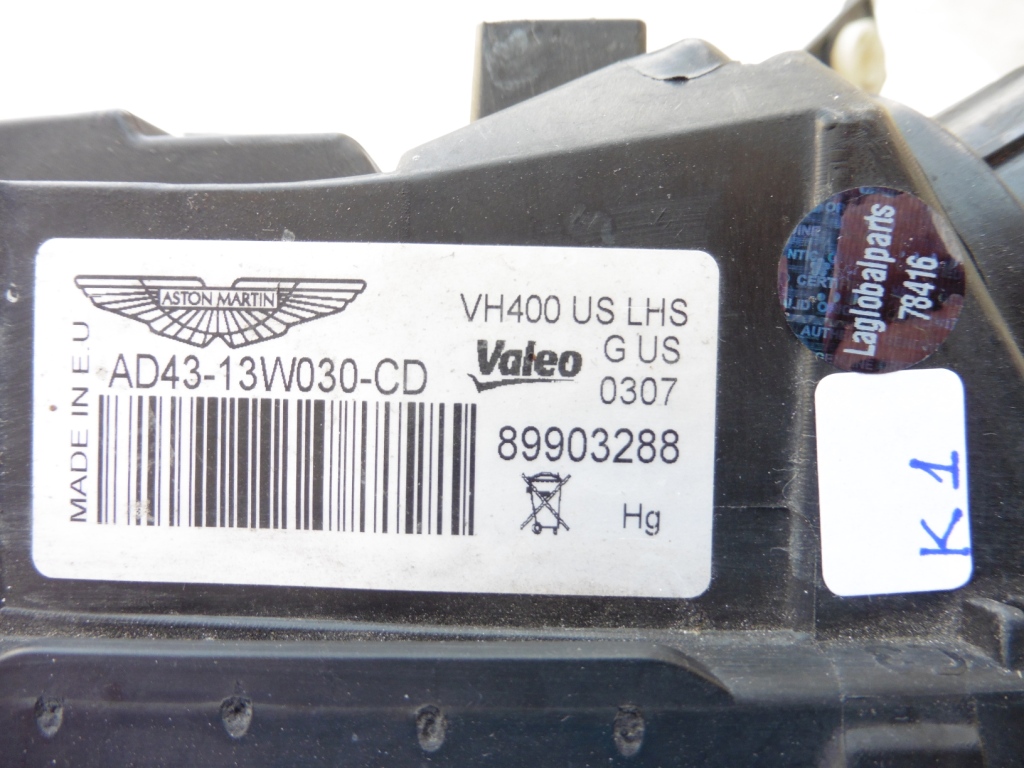 ASTON MARTIN
MADE IN E.U
AD43-13W030-CD
VH400 US LHS
Valeo
G US
0307
89903288
Hg
Laglobalparts
78416
K1